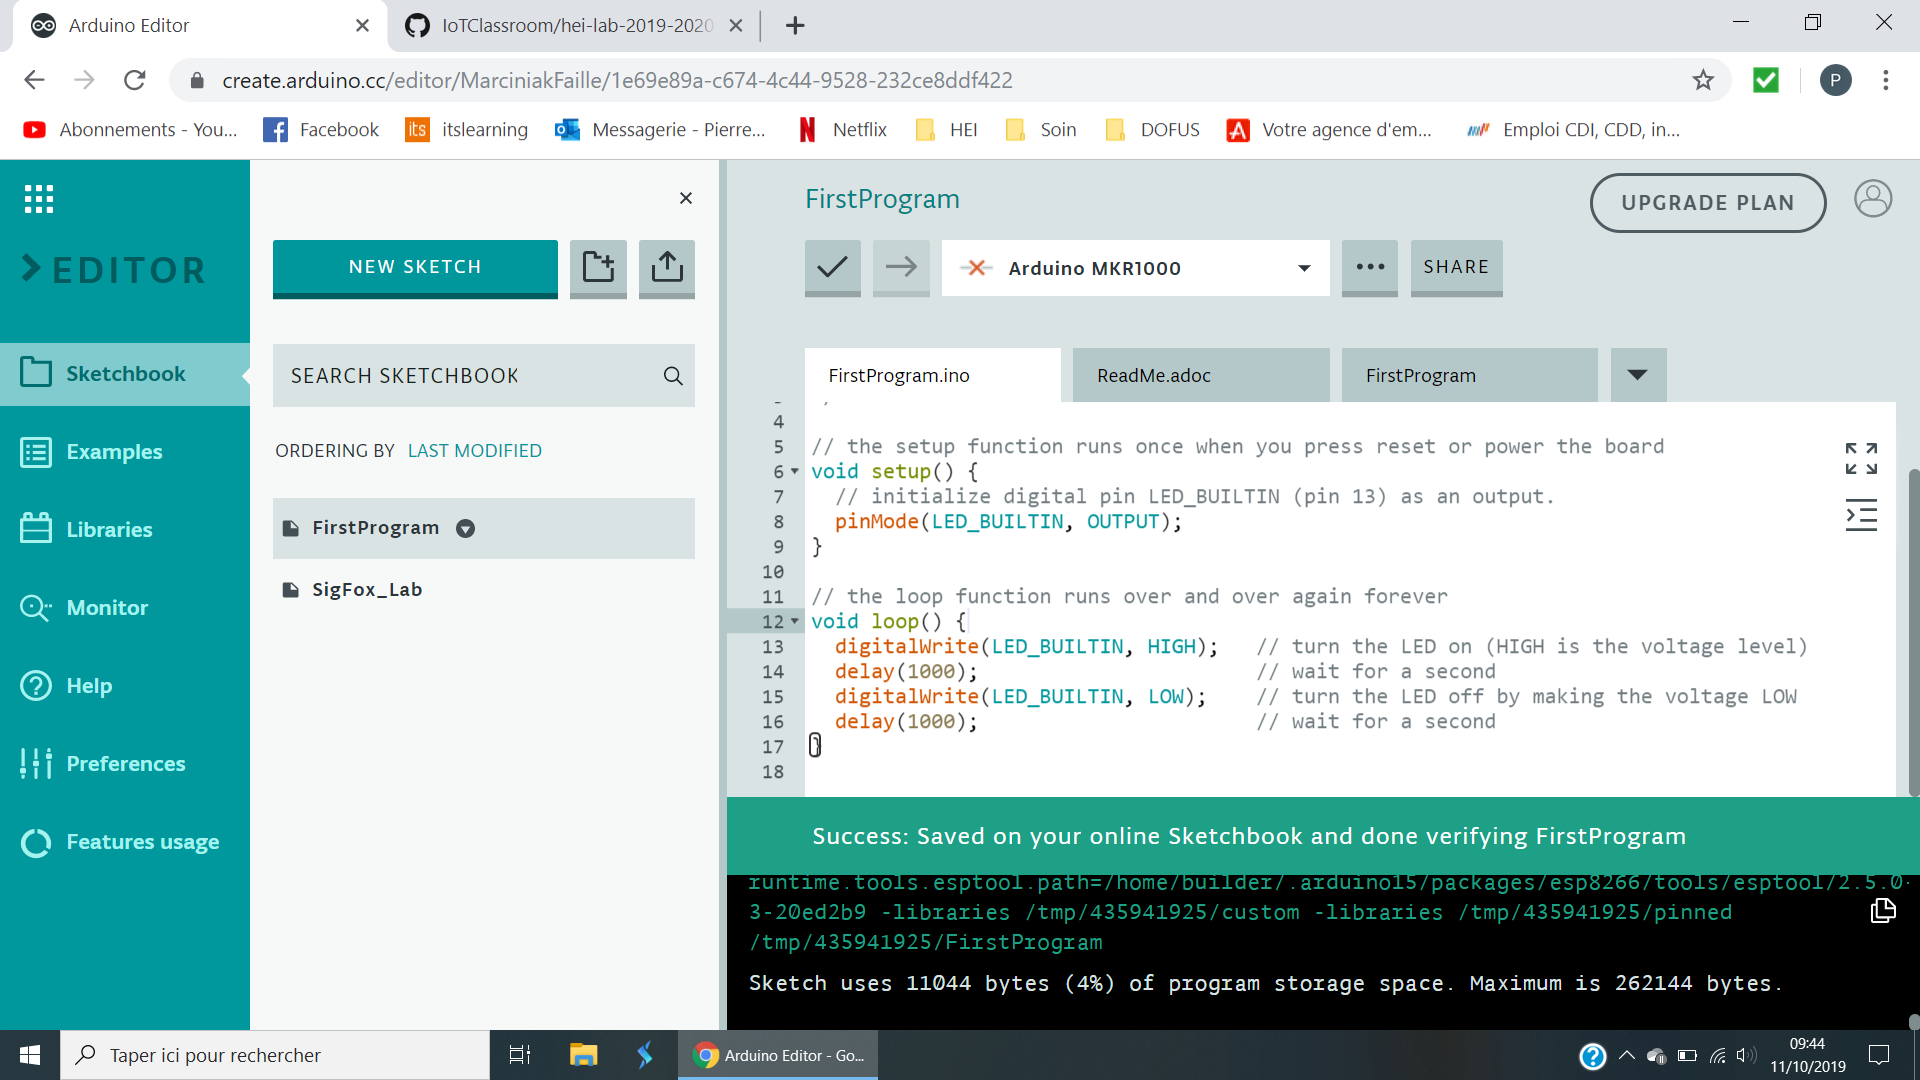 Arduino Editor
IoTClassroom/hei-lab-2019-2020
create.arduino.cc/editor/MarciniakFaille/1e69e89a-c674-4c44-9528-232ce8ddf422
P
Abonnements - You...
Facebook
its itslearning
Messagerie - Pierre...
Netflix
HEI
Soin
DOFUS
Votre agence d'em...
Emploi CDI, CDD, in...
EDITOR
Sketchbook
Examples
Libraries
Monitor
Help
Preferences
Features usage
NEW SKETCH
SEARCH SKETCHBOOK
ORDERING BY LAST MODIFIED
FirstProgram
SigFox_Lab
FirstProgram
UPGRADE PLAN
Arduino MKR1000
SHARE
FirstProgram.ino
ReadMe.adoc
FirstProgram
4
5 // the setup function runs once when you press reset or power the board
6 void setup() {
7 // initialize digital pin LED_BUILTIN (pin 13) as an output.
8 pinMode(LED_BUILTIN, OUTPUT);
9 }
10
11 // the loop function runs over and over again forever
12 void loop() {
13 digitalWrite(LED_BUILTIN, HIGH); // turn the LED on (HIGH is the voltage level)
14 delay(1000); // wait for a second
15 digitalWrite(LED_BUILTIN, LOW); // turn the LED off by making the voltage LOW
16 delay(1000); // wait for a second
17 }
18
Success: Saved on your online Sketchbook and done verifying FirstProgram
runtime.tools.esptool.path=/home/builder/.arduino15/packages/esp8266/tools/esptool/2.5.0-
3-20ed2b9 -libraries /tmp/435941925/custom -libraries /tmp/435941925/pinned
/tmp/435941925/FirstProgram
Sketch uses 11044 bytes (4%) of program storage space. Maximum is 262144 bytes.
Taper ici pour rechercher
Arduino Editor - Go...
09:44
11/10/2019